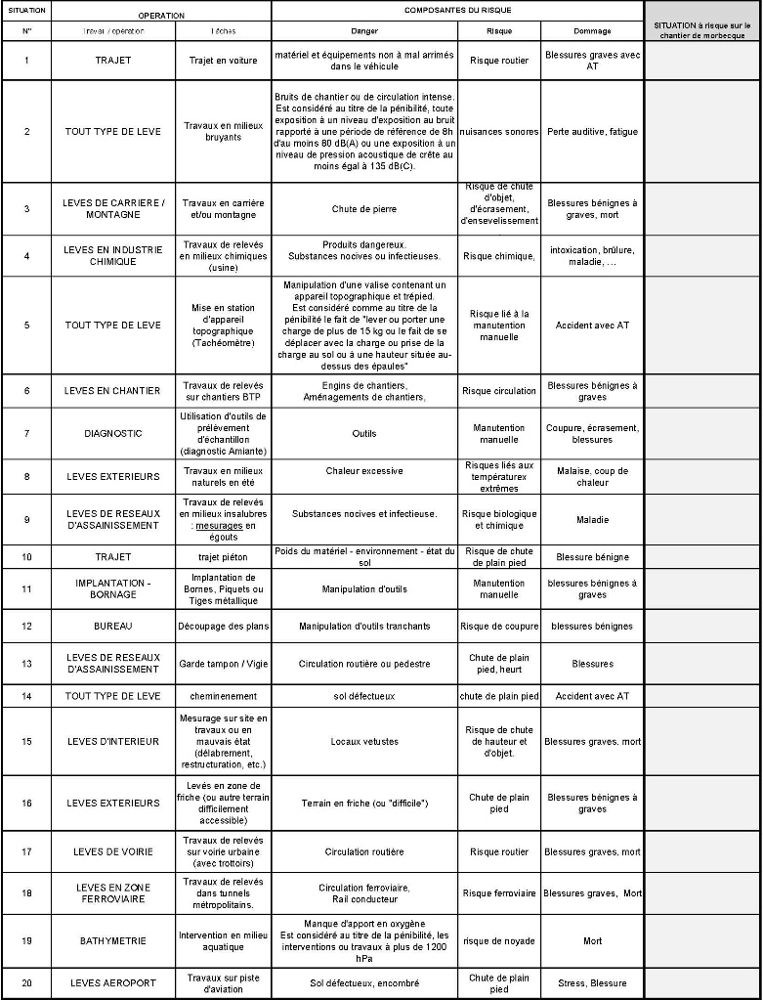 SITUATION
OPERATION
COMPOSANTES DU RISQUE
SITUATION à risque sur le
chantier de morbecque
N°
Travail / opération
Tâches
Danger
Risque
Dommage
1
TRAJET
Trajet en voiture
matériel et équipements non à mal arrimés
dans le véhicule
Risque routier
Blessures graves avec
AT
2
TOUT TYPE DE LEVE
Travaux en milieux
bruyants
Bruits de chantier ou de circulation intense.
Est considéré au titre de la pénibilité, toute
exposition à un niveau d'exposition au bruit
rapporté à une période de référence de 8h
d'au moins 80 dB(A) ou une exposition à un
niveau de pression acoustique de crête au
moins égal à 135 dB(C).
nuisances sonores
Perte auditive, fatigue
3
LEVES DE CARRIERE /
MONTAGNE
Travaux en carrière
et/ou montagne
Chute de pierre
Risque de chute
d'objet,
d'écrasement,
d'ensevelissement
Blessures bénignes à
graves, mort
4
LEVES EN INDUSTRIE
CHIMIQUE
Travaux de relevés
en milieux chimiques
(usine)
Produits dangereux.
Substances nocives ou infectieuses.
Risque chimique,
intoxication, brûlure,
maladie, ...
5
TOUT TYPE DE LEVE
Mise en station
d'appareil
topographique
(Tachéomètre)
Manipulation d'une valise contenant un
appareil topographique et trépied.
Est considéré comme au titre de la
pénibilité le fait de "lever ou porter une
charge de plus de 15 kg ou le fait de se
déplacer avec la charge ou prise de la
charge au sol ou à une hauteur située au-
dessus des épaules"
Risque lié à la
manutention
manuelle
Accident avec AT
6
LEVES EN CHANTIER
Travaux de relevés
sur chantiers BTP
Engins de chantiers,
Aménagements de chantiers,
Risque circulation
Blessures bénignes à
graves
7
DIAGNOSTIC
Utilisation d'outils de
prélèvement
d'échantillon
(diagnostic Amiante)
Outils
Manutention
manuelle
Coupure, écrasement,
blessures
8
LEVES EXTERIEURS
Travaux en milieux
naturels en été
Chaleur excessive
Risques liés aux
températurex
extrêmes
Malaise, coup de
chaleur
9
LEVES DE RESEAUX
D'ASSAINISSEMENT
Travaux de relevés
en milieux insalubres
: mesurages en
égouts
Substances nocives et infectieuse.
Risque biologique
et chimique
Maladie
10
TRAJET
trajet piéton
Poids du matériel - environnement - état du
sol
Risque de chute
de plain pied
Blessure bénigne
11
IMPLANTATION -
BORNAGE
Implantation de
Bornes, Piquets ou
Tiges métallique
Manipulation d'outils
Manutention
manuelle
blessures bénignes à
graves
12
BUREAU
Découpage des plans
Manipulation d'outils tranchants
Risque de coupure
blessures bénignes
13
LEVES DE RESEAUX
D'ASSAINISSEMENT
Garde tampon / Vigie
Circulation routière ou pedestre
Chute de plain
pied, heurt
Blessures
14
TOUT TYPE DE LEVE
cheminenement
sol défectueux
chute de plain pied
Accident avec AT
15
LEVES D'INTERIEUR
Mesurage sur site en
travaux ou en
mauvais état
(délabrement,
restructuration, etc.)
Locaux vetustes
Risque de chute
de hauteur et
d'objet.
Blessures graves. mort
16
LEVES EXTERIEURS
Levés en zone de
friche (ou autre terrain
difficilement
accessible)
Terrain en friche (ou "difficile")
Chute de plain
pied
Blessures bénignes à
graves
17
LEVES DE VOIRIE
Travaux de relevés
sur voirie urbaine
(avec trottoirs)
Circulation routière
Risque routier
Blessures graves, mort
18
LEVES EN ZONE
FERROVIAIRE
Travaux de relevés
dans tunnels
métropolitains.
Circulation ferroviaire,
Rail conducteur
Risque ferroviaire
Blessures graves, Mort
19
BATHYMETRIE
Intervention en milieu
aquatique
Manque d'apport en oxygène
Est considéré au titre de la pénibilité, les
interventions ou travaux à plus de 1200
hPa
risque de noyade
Mort
20
LEVES AEROPORT
Travaux sur piste
d'aviation
Sol défectueux, encombré
Chute de plain
pied
Stress, Blessure